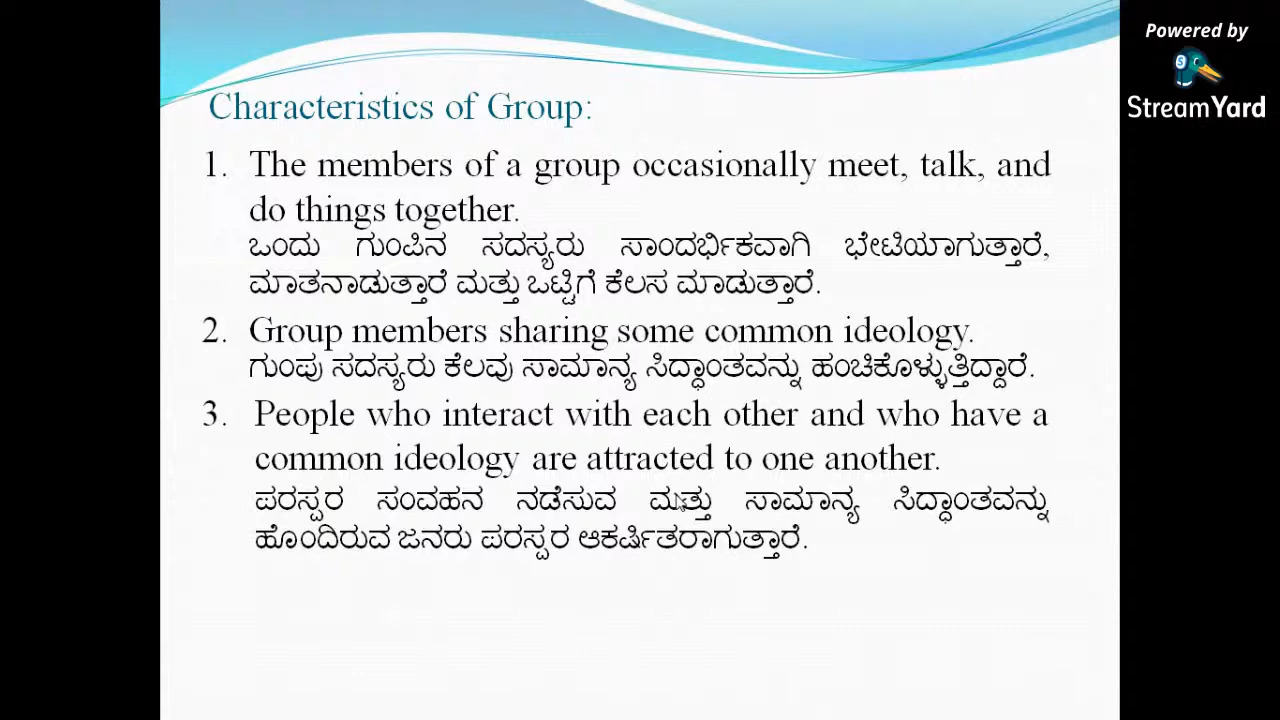 Powered by
StreamYard
Characteristics of Group:
1. The members of a group occasionally meet, talk, and
do things together.
ಒಂದು ಗುಂಪಿನ ಸದಸ್ಯರು ಸಾಂದರ್ಭಿಕವಾಗಿ ಭೇಟಿಯಾಗುತ್ತಾರೆ,
ಮಾತನಾಡುತ್ತಾರೆ ಮತ್ತು ಒಟ್ಟಿಗೆ ಕೆಲಸ ಮಾಡುತ್ತಾರೆ.
2. Group members sharing some common ideology.
ಗುಂಪು ಸದಸ್ಯರು ಕೆಲವು ಸಾಮಾನ್ಯ ಸಿದ್ಧಾಂತವನ್ನು ಹಂಚಿಕೊಳ್ಳುತ್ತಿದ್ದಾರೆ.
3. People who interact with each other and who have a
common ideology are attracted to one another.
ಪರಸ್ಪರ ಸಂವಹನ ನಡೆಸುವ ಮತ್ತು ಸಾಮಾನ್ಯ ಸಿದ್ಧಾಂತವನ್ನು
ಹೊಂದಿರುವ ಜನರು ಪರಸ್ಪರ ಆಕರ್ಷಿತರಾಗುತ್ತಾರೆ.